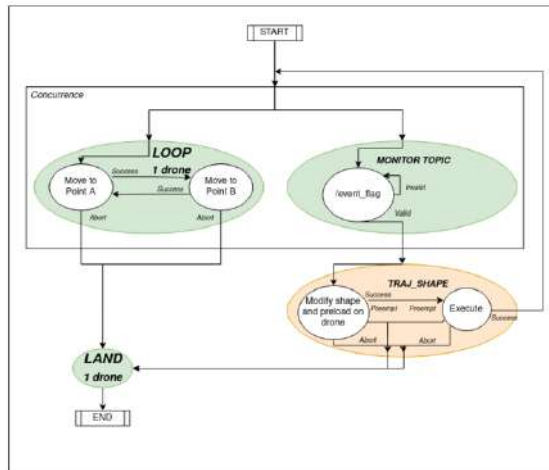 START
Concurrence
LOOP
1 drone
Move to
Point A
Success
Success
Move to
Point B
Abort
Abort
MONITOR TOPIC
/event_flag
Invalid
Valid
TRAJ_SHAPE
Modify shape
and preload on
drone
Success
Preempt
Preempt
Execute
Success
Abort
Abort
LAND
1 drone
END